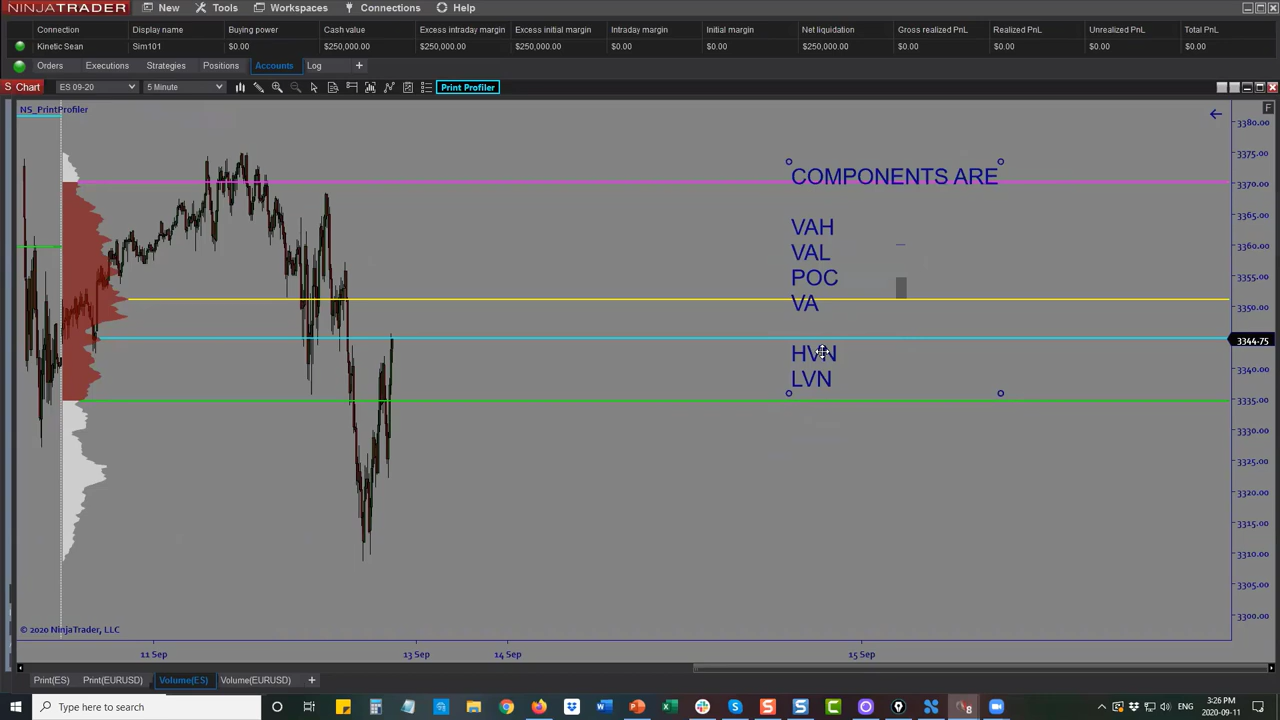 NINJATRADER New Tools Workspaces Connections Help
Connection Display name Buying power Cash value Excess intraday margin Excess initial margin Intraday margin Initial margin Net liquidation Gross realized PnL Realized PnL Unrealized PnL Total PnL
Kinetic Sean Sim101 $0.00 $250,000.00 $250,000.00 $250,000.00 $0.00 $0.00 $250,000.00 $0.00 $0.00 $0.00 $0.00
Orders Executions Strategies Positions Accounts Log +
S Chart ES 09-20 5 Minute Print Profiler
NS_PrintProfiler
F
3380.00
3375.00
COMPONENTS ARE
3370.00
3365.00
VAH
3360.00
VAL
3355.00
POC
VA
3350.00
3344.75
HVN
3340.00
LVN
3335.00
3330.00
3325.00
3320.00
3315.00
3310.00
3305.00
3300.00
© 2020 NinjaTrader, LLC
11 Sep 13 Sep 14 Sep 15 Sep
Print(ES) Print(EURUSD) Volume(ES) Volume(EURUSD) +
Type here to search
ENG
3:26 PM
2020-09-11